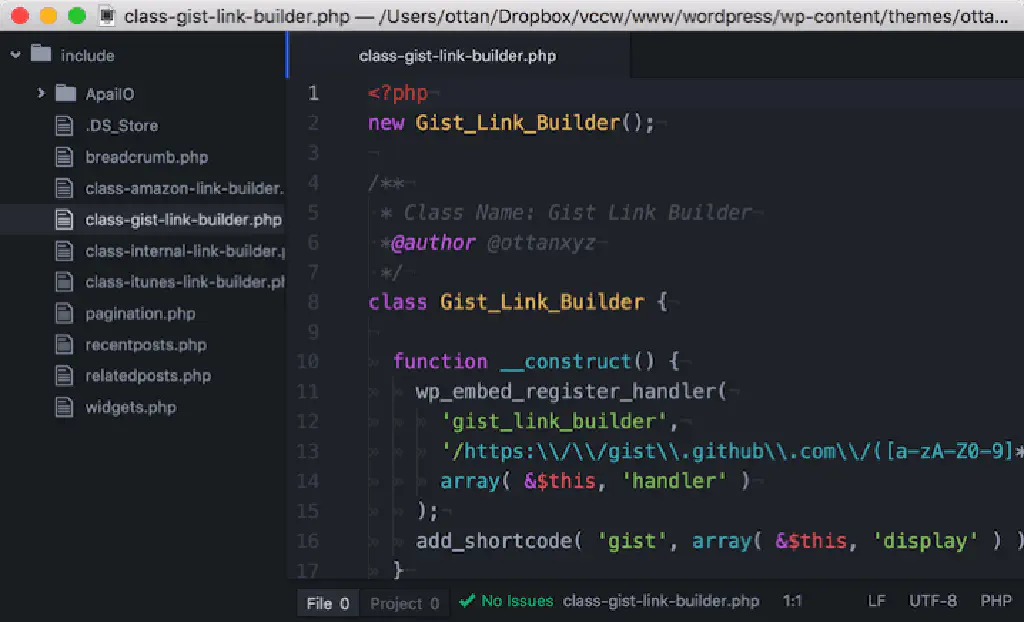 class-gist-link-builder.php — /Users/ottan/Dropbox/vccw/www/wordpress/wp-content/themes/otta...
include
ApaiIO
.DS_Store
breadcrumb.php
class-amazon-link-builder.
class-gist-link-builder.php
class-internal-link-builder.p
class-itunes-link-builder.ph
pagination.php
recentposts.php
relatedposts.php
widgets.php
class-gist-link-builder.php
1 <?php¬
2 new Gist_Link_Builder();¬
3 ¬
4 /**¬
5 * Class Name: Gist Link Builder¬
6 *@author @ottanxyz¬
7 */¬
8 class Gist_Link_Builder {¬
9 ¬
10 » function __construct() {¬
11 » » wp_embed_register_handler(¬
12 » » » 'gist_link_builder',¬
13 » » » '/https:\\/\\/gist\\.github\\.com\\/([a-zA-Z0-9]*
14 » » » array( &$this, 'handler' )¬
15 » » );¬
16 » » add_shortcode( 'gist', array( &$this, 'display' ) )
17 » }¬
File 0 Project 0 ✓ No Issues class-gist-link-builder.php 1:1 LF UTF-8 PHP